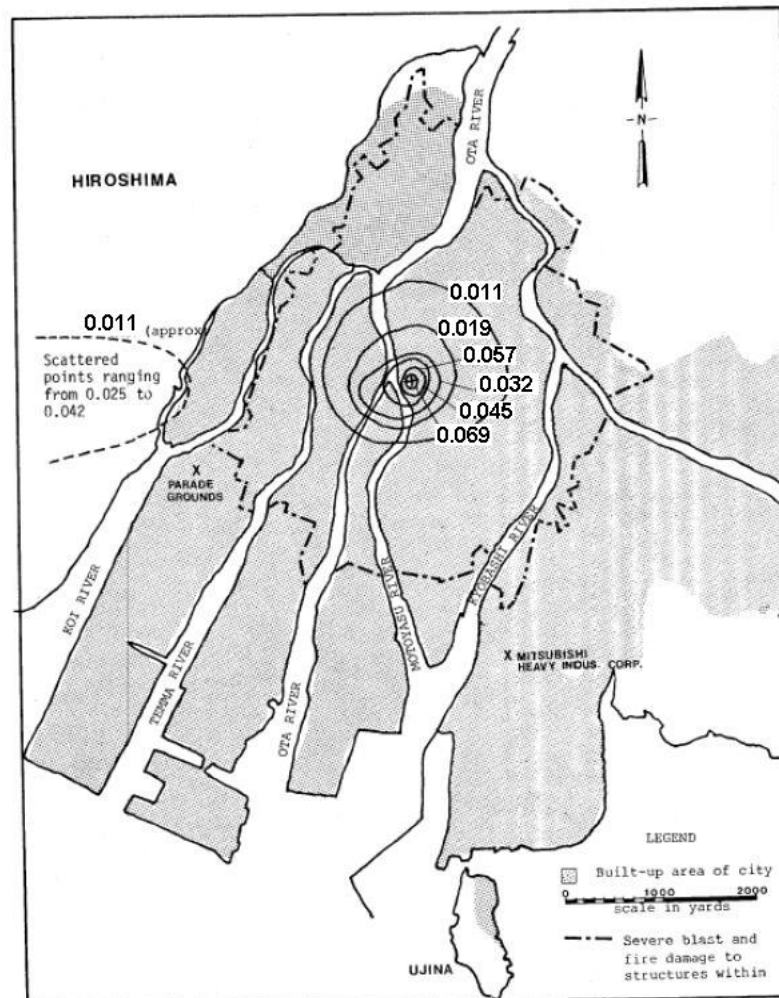 OTA RIVER
-N-
HIROSHIMA
0.011
0.011 (approx)
0.019
Scattered
points ranging
from 0.025 to
0.042
0.057
0.032
0.045
0.069
X
PARADE
GROUNDS
KOI RIVER
TEMMA RIVER
OTA RIVER
MOTOYASU RIVER
KYOBASHI RIVER
X MITSUBISHI
HEAVY INDUS. CORP.
LEGEND
Built-up area of city
0 1000 2000
scale in yards
Severe blast and
fire damage to
structures within
UJINA